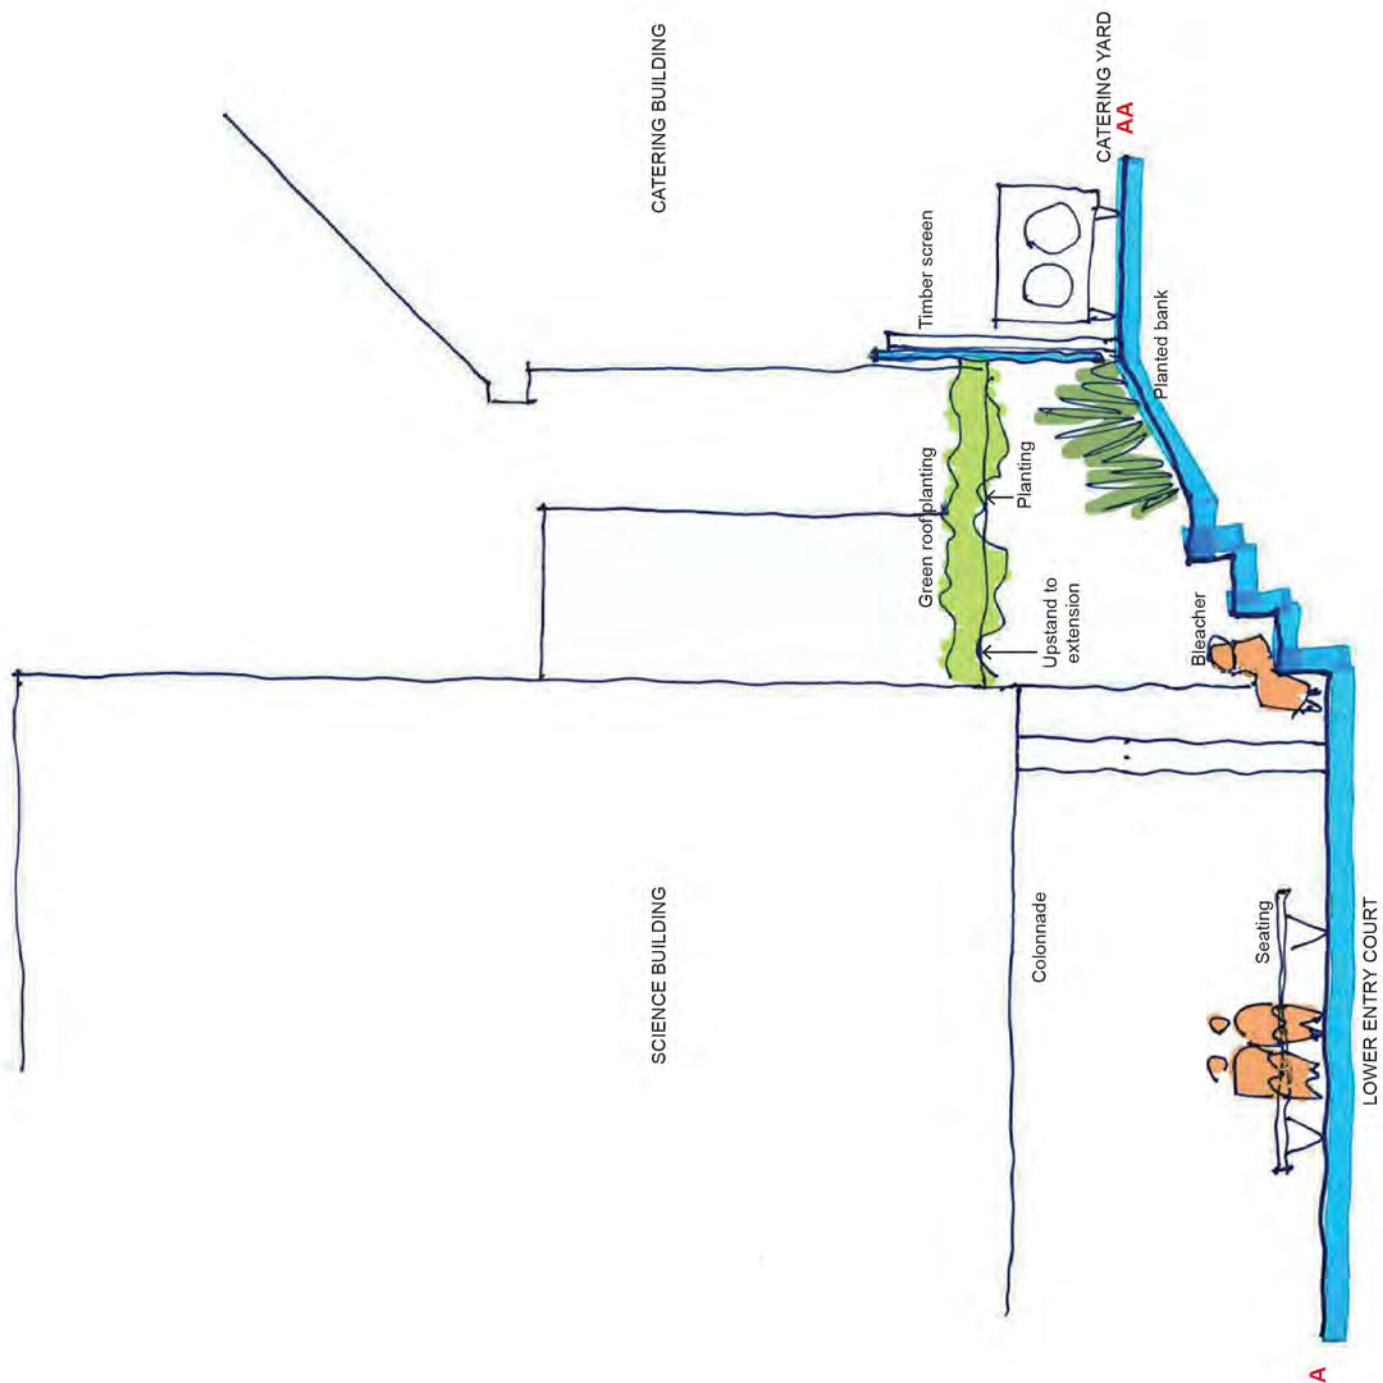 SCIENCE BUILDING
CATERING BUILDING
Green roof planting
Timber screen
Colonnade
Upstand to
extension
Planting
CATERING YARD
AA
Planted bank
Bleacher
Seating
A
LOWER ENTRY COURT